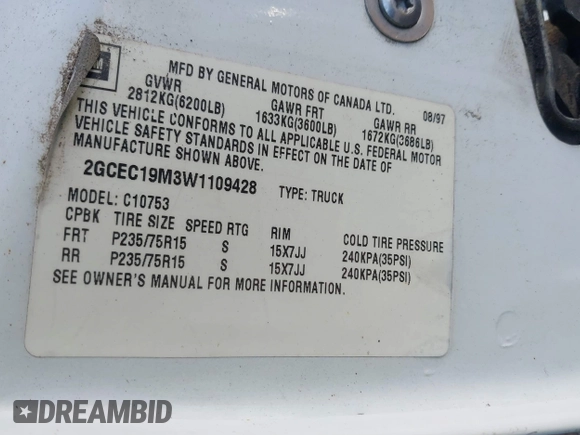 GM
MFD BY GENERAL MOTORS OF CANADA LTD.
08/97
GVWR GAWR FRT GAWR RR
2812KG(6200LB) 1633KG(3600LB) 1672KG(3686LB)
THIS VEHICLE CONFORMS TO ALL APPLICABLE U.S. FEDERAL MOTOR
VEHICLE SAFETY STANDARDS IN EFFECT ON THE DATE OF
MANUFACTURE SHOWN ABOVE.
2GCEC19M3W1109428 TYPE: TRUCK
MODEL: C10753
CPBK TIRE SIZE SPEED RTG RIM COLD TIRE PRESSURE
FRT P235/75R15 S 15X7JJ 240KPA(35PSI)
RR P235/75R15 S 15X7JJ 240KPA(35PSI)
SEE OWNER'S MANUAL FOR MORE INFORMATION.
DREAMBID